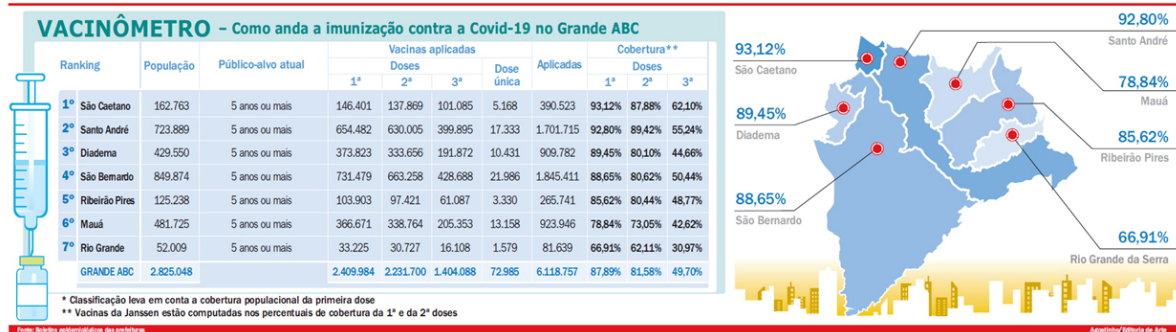 VACINÔMETRO – Como anda a imunização contra a Covid-19 no Grande ABC
Ranking População Público-alvo atual Vacinas aplicadas Aplicadas Cobertura**
Doses Dose única Doses
1ª 2ª 3ª 1ª 2ª 3ª
1º São Caetano 162.763 5 anos ou mais 146.401 137.869 101.085 5.168 390.523 93,12% 87,88% 62,10%
2º Santo André 723.889 5 anos ou mais 654.482 630.005 399.895 17.333 1.701.715 92,80% 89,42% 55,24%
3º Diadema 429.550 5 anos ou mais 373.823 333.656 191.872 10.431 909.782 89,45% 80,10% 44,66%
4º São Bernardo 849.874 5 anos ou mais 731.479 663.258 428.688 21.986 1.845.411 88,65% 80,62% 50,44%
5º Ribeirão Pires 125.238 5 anos ou mais 103.903 97.421 61.087 3.330 265.741 85,62% 80,44% 48,77%
6º Mauá 481.725 5 anos ou mais 366.671 338.764 205.353 13.158 923.946 78,84% 73,05% 42,62%
7º Rio Grande 52.009 5 anos ou mais 33.225 30.727 16.108 1.579 81.639 66,91% 62,11% 30,97%
GRANDE ABC 2.825.048 2.409.984 2.231.700 1.404.088 72.985 6.118.757 87,89% 81,58% 49,70%
* Classificação leva em conta a cobertura populacional da primeira dose
** Vacinas da Janssen estão computadas nos percentuais de cobertura da 1ª e da 2ª doses
Fonte: Boletins epidemiológicos das prefeituras
93,12%
São Caetano
89,45%
Diadema
88,65%
São Bernardo
92,80%
Santo André
78,84%
Mauá
85,62%
Ribeirão Pires
66,91%
Rio Grande da Serra
Agostinho/Editoria de Arte